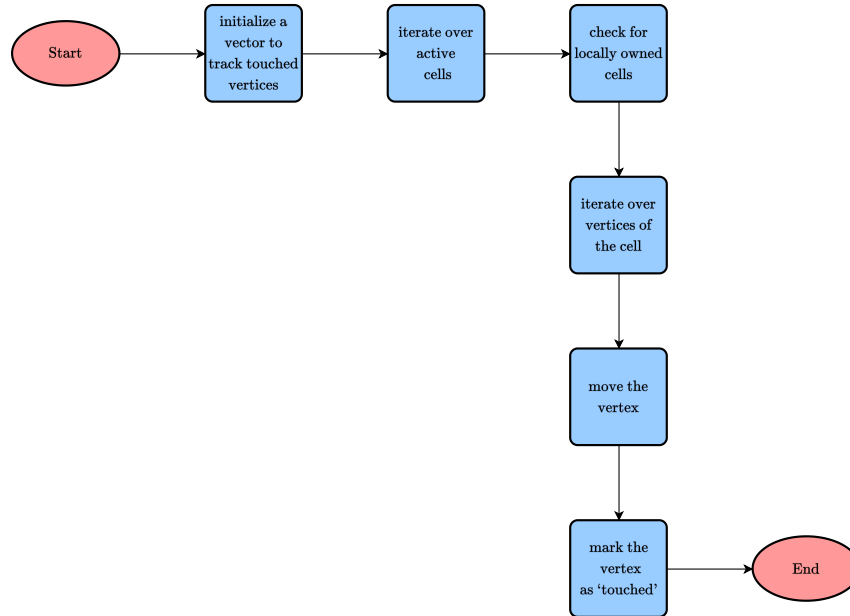 Start
initialize a
vector to
track touched
vertices
iterate over
active
cells
check for
locally owned
cells
iterate over
vertices of
the cell
move the
vertex
mark the
vertex
as ‘touched’
End